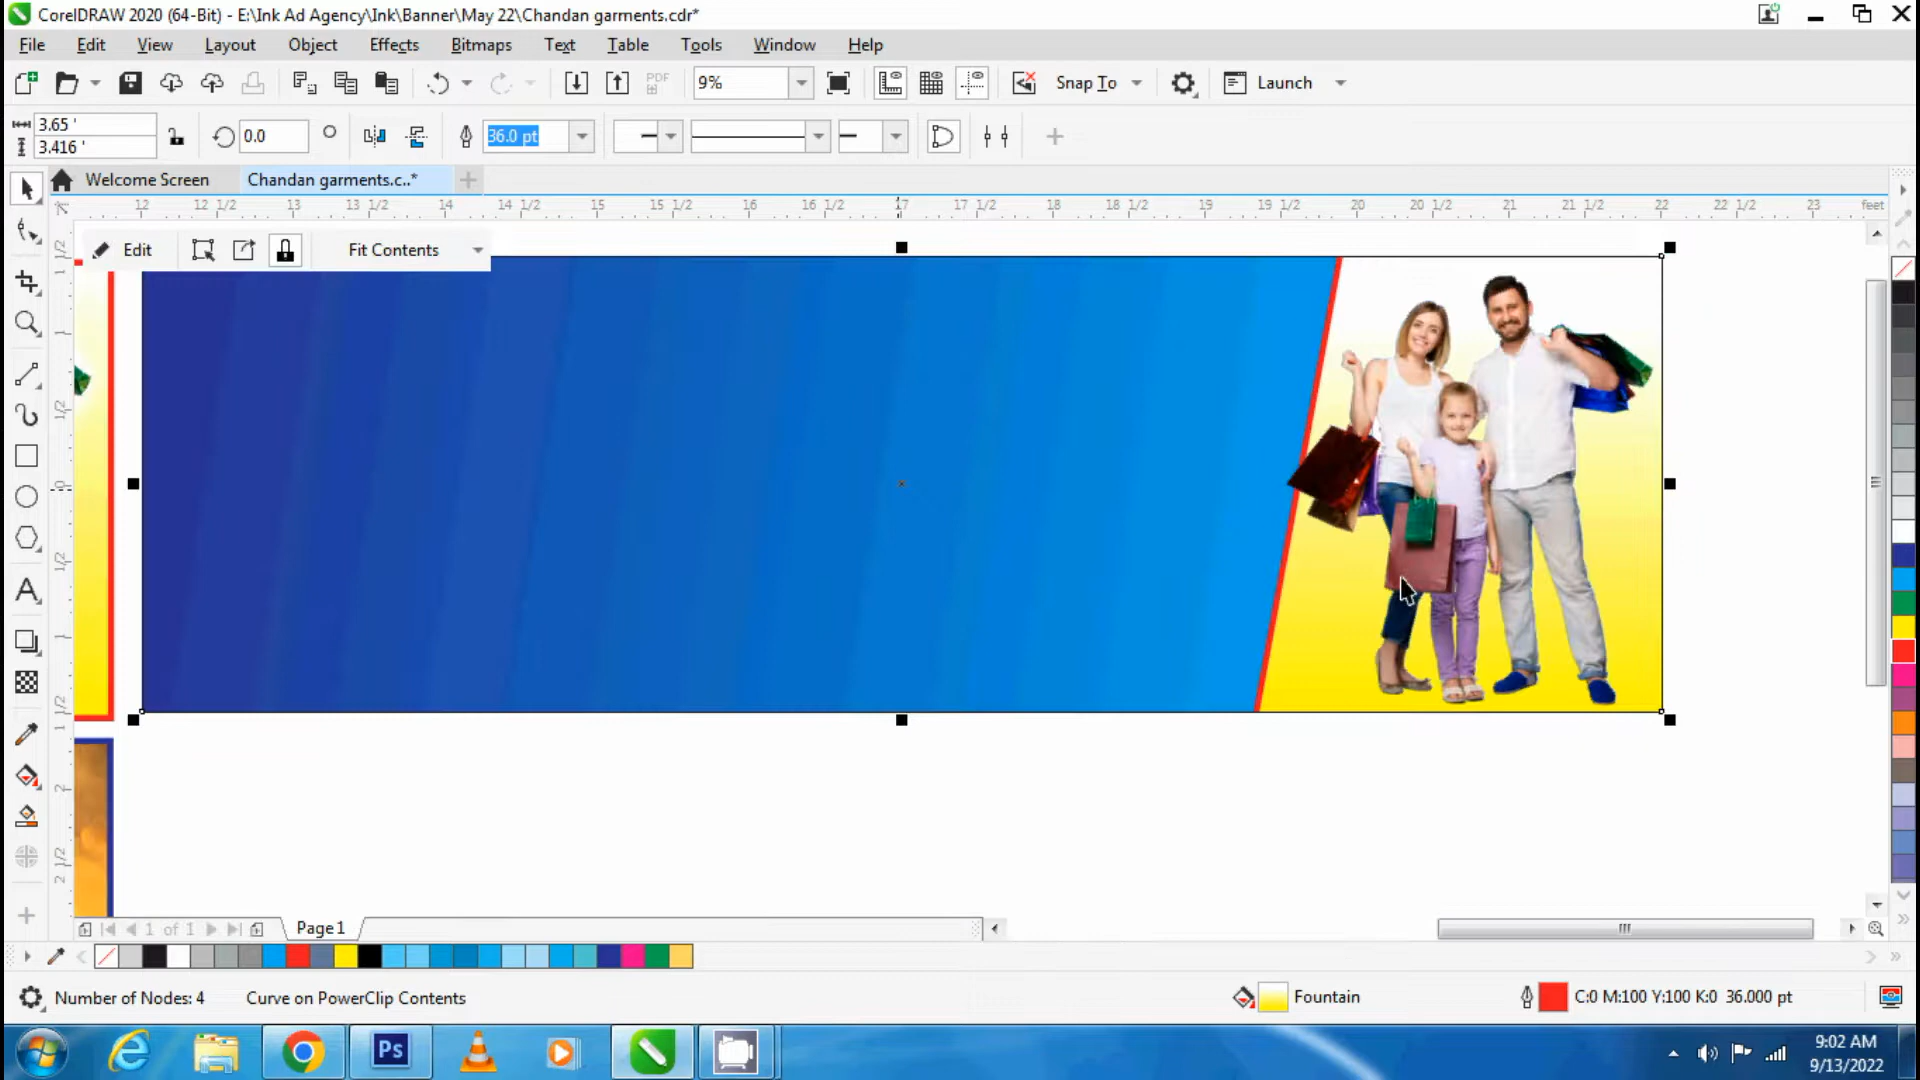 CorelDRAW 2020 (64-Bit) - E:\Ink Ad Agency\Ink\Banner\May 22\Chandan garments.cdr*
File Edit View Layout Object Effects Bitmaps Text Table Tools Window Help
PDF 9% Snap To Launch
3.65 '
3.416 '
0.0 36.0 pt
Welcome Screen Chandan garments.c..*
12 12 1/2 13 13 1/2 14 14 1/2 15 15 1/2 16 16 1/2 17 17 1/2 18 18 1/2 19 19 1/2 20 20 1/2 21 21 1/2 22 22 1/2 23 feet
Edit Fit Contents
1 of 1 Page 1
Number of Nodes: 4 Curve on PowerClip Contents Fountain C:0 M:100 Y:100 K:0 36.000 pt
Ps
9:02 AM
9/13/2022